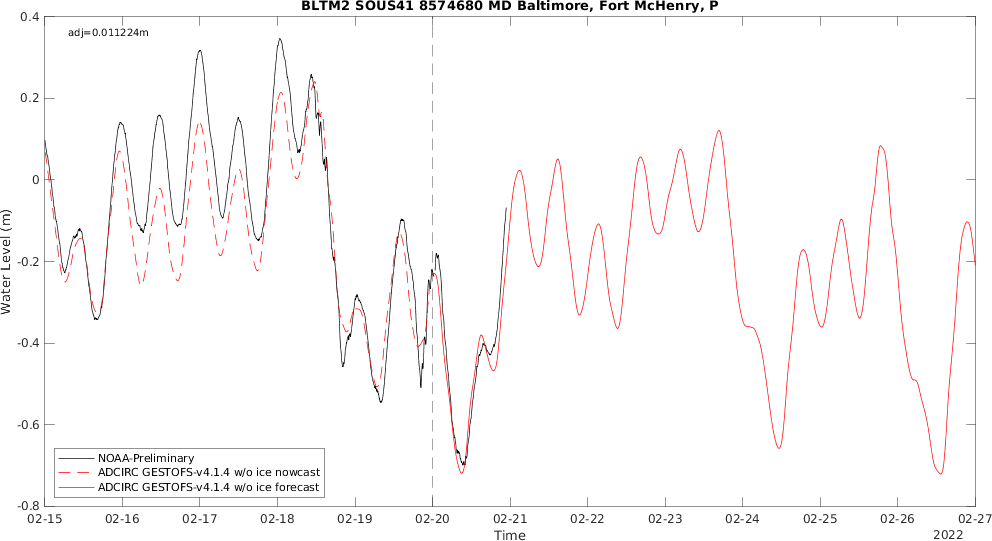 BLTM2 SOUS41 8574680 MD Baltimore, Fort McHenry, P
adj=0.011224m
0.4
0.2
0
-0.2
-0.4
-0.6
-0.8
Water Level (m)
NOAA-Preliminary
ADCIRC GESTOFS-v4.1.4 w/o ice nowcast
ADCIRC GESTOFS-v4.1.4 w/o ice forecast
02-15 02-16 02-17 02-18 02-19 02-20 02-21 02-22 02-23 02-24 02-25 02-26 02-27
Time
2022